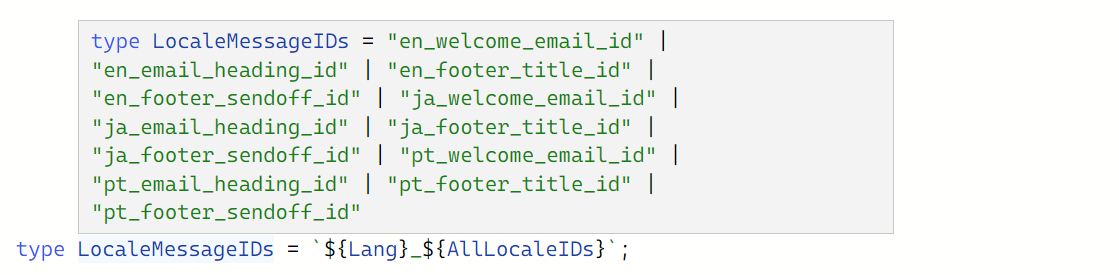 type LocaleMessageIDs = "en_welcome_email_id" |
"en_email_heading_id" | "en_footer_title_id" |
"en_footer_sendoff_id" | "ja_welcome_email_id" |
"ja_email_heading_id" | "ja_footer_title_id" |
"ja_footer_sendoff_id" | "pt_welcome_email_id" |
"pt_email_heading_id" | "pt_footer_title_id" |
"pt_footer_sendoff_id"
type LocaleMessageIDs = `${Lang}_${AllLocaleIDs}`;